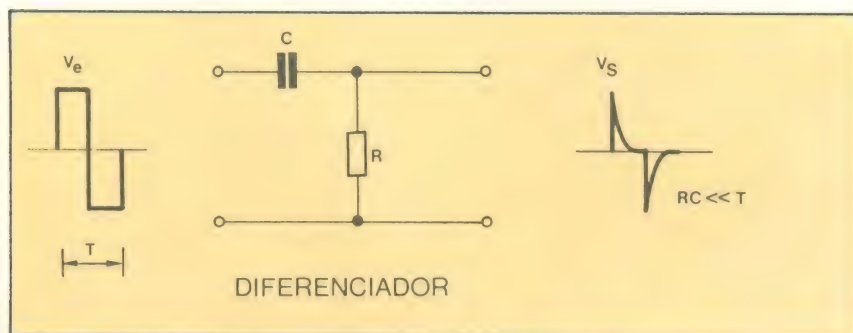 C
Ve
VS
R
RC << T
T
DIFERENCIADOR